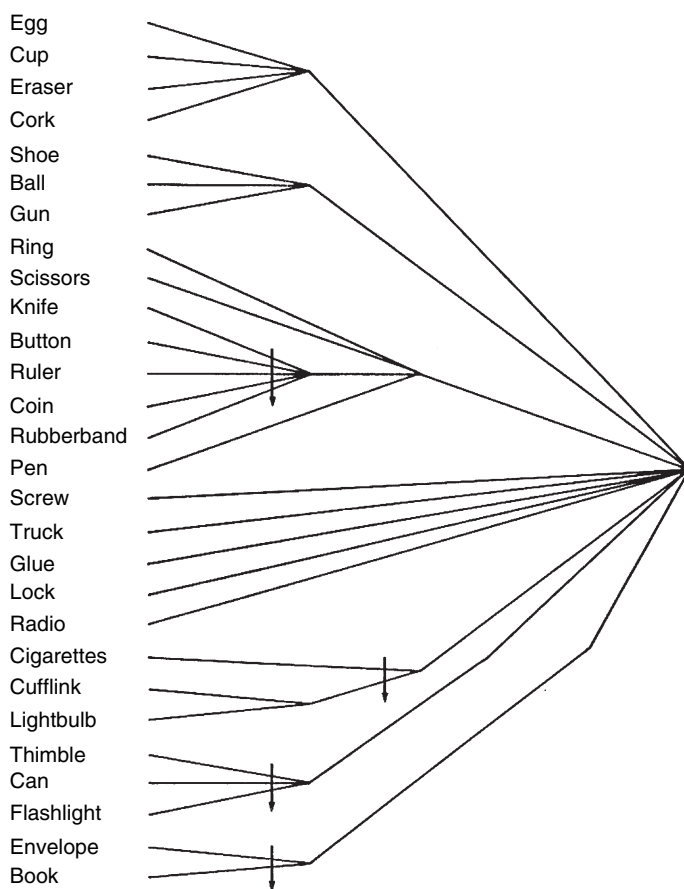 Egg
Cup
Eraser
Cork
Shoe
Ball
Gun
Ring
Scissors
Knife
Button
Ruler
Coin
Rubberband
Pen
Screw
Truck
Glue
Lock
Radio
Cigarettes
Cufflink
Lightbulb
Thimble
Can
Flashlight
Envelope
Book